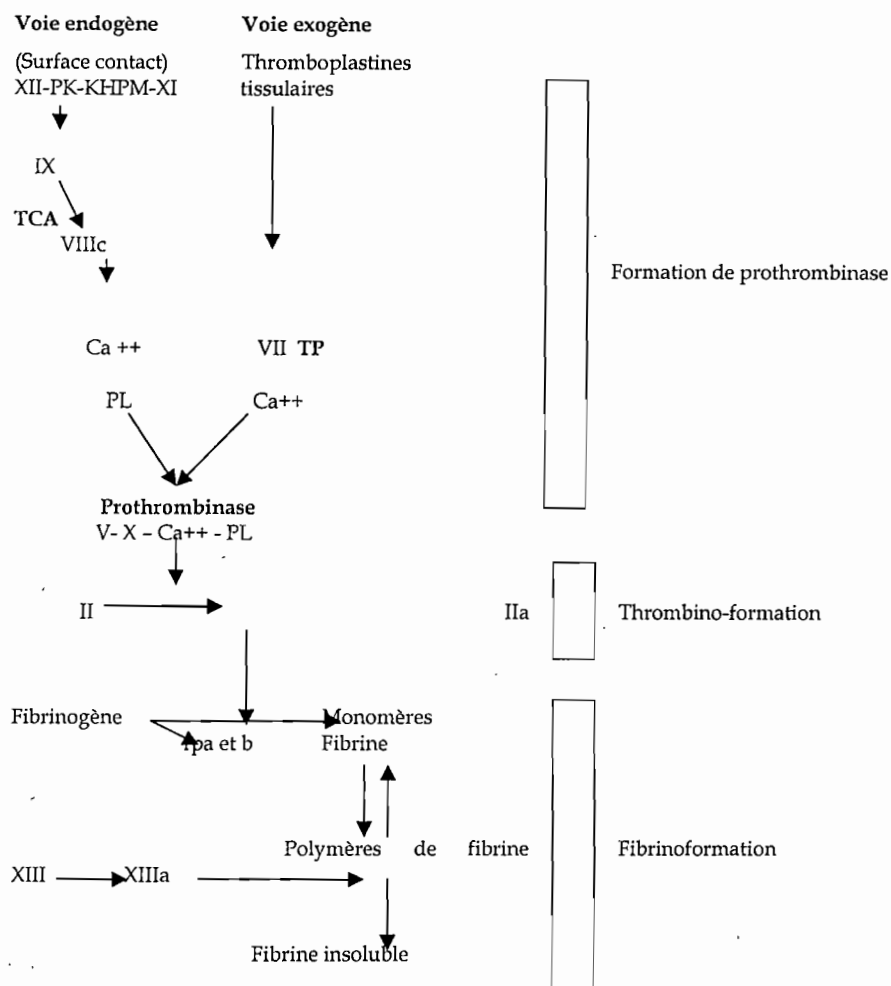 Voie endogène Voie exogène
(Surface contact) Thromboplastines
XII-PK-KHPM-XI tissulaires
IX
TCA
VIIIc
Formation de prothrombinase
Ca ++ VII TP
PL Ca++
Prothrombinase
V- X – Ca++ - PL
II IIa Thrombino-formation
Fibrinogène Monomères
et b Fibrine
Polymères de fibrine Fibrinoformation
XIII XIIIa
Fibrine insoluble